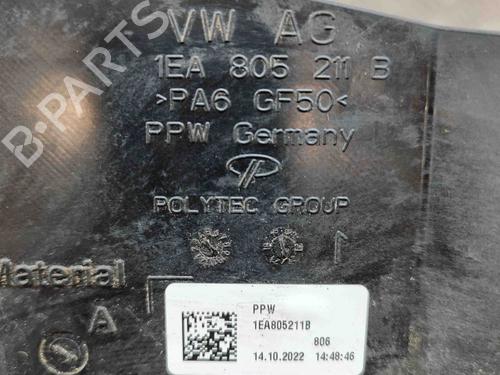 VW AG
1EA 805 211 B
>PA6 GF50<
PPW Germany
POLYTEC GROUP
1
Material
A
PPW
1EA805211B
806
14.10.2022 14:48:46